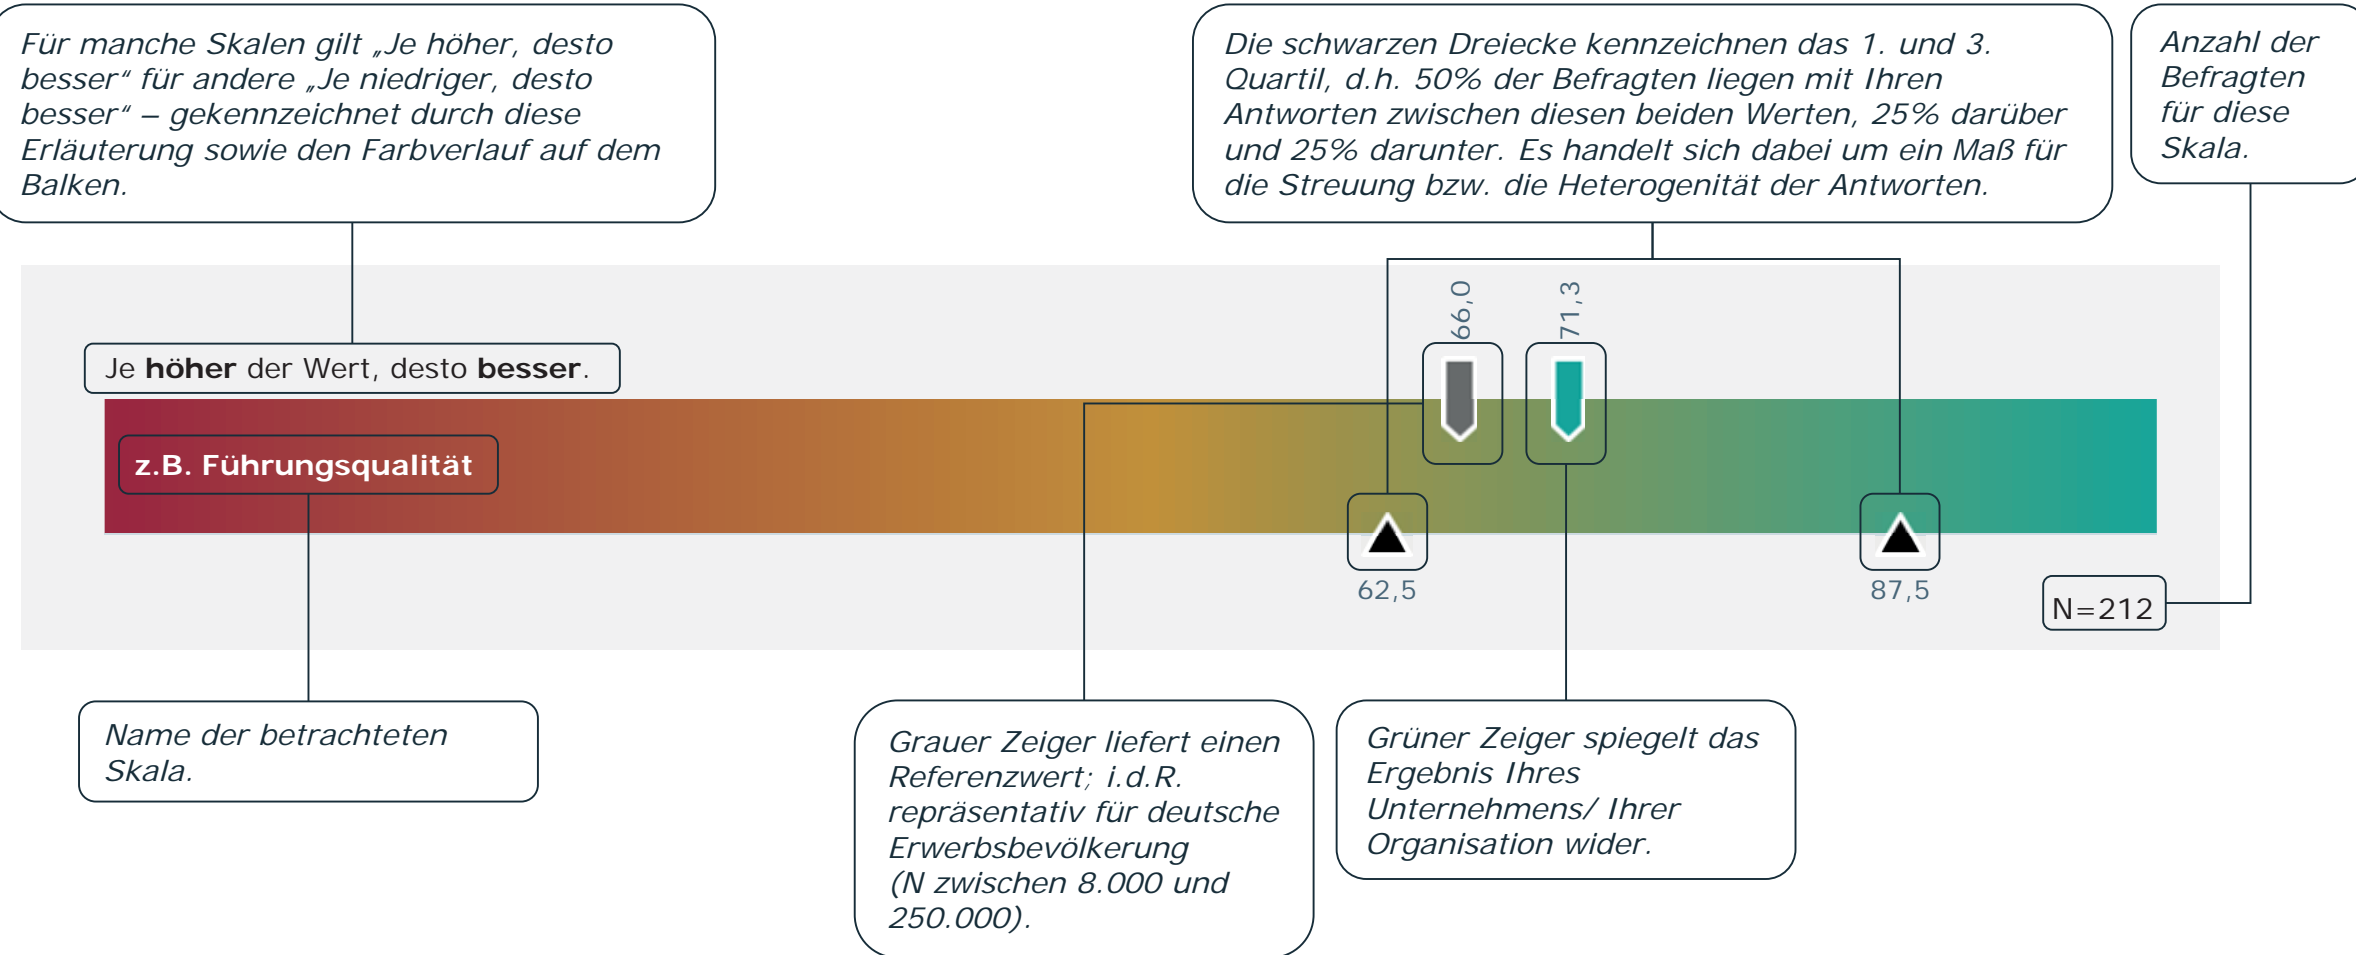 Für manche Skalen gilt „Je höher, desto
besser“ für andere „Je niedriger, desto
besser“ – gekennzeichnet durch diese
Erläuterung sowie den Farbverlauf auf dem
Balken.
Die schwarzen Dreiecke kennzeichnen das 1. und 3.
Quartil, d.h. 50% der Befragten liegen mit Ihren
Antworten zwischen diesen beiden Werten, 25% darüber
und 25% darunter. Es handelt sich dabei um ein Maß für
die Streuung bzw. die Heterogenität der Antworten.
Anzahl der
Befragten
für diese
Skala.
66,0
71,3
Je höher der Wert, desto besser.
z.B. Führungsqualität
62,5
87,5
N=212
Name der betrachteten
Skala.
Grauer Zeiger liefert einen
Referenzwert; i.d.R.
repräsentativ für deutsche
Erwerbsbevölkerung
(N zwischen 8.000 und
250.000).
Grüner Zeiger spiegelt das
Ergebnis Ihres
Unternehmens/ Ihrer
Organisation wider.